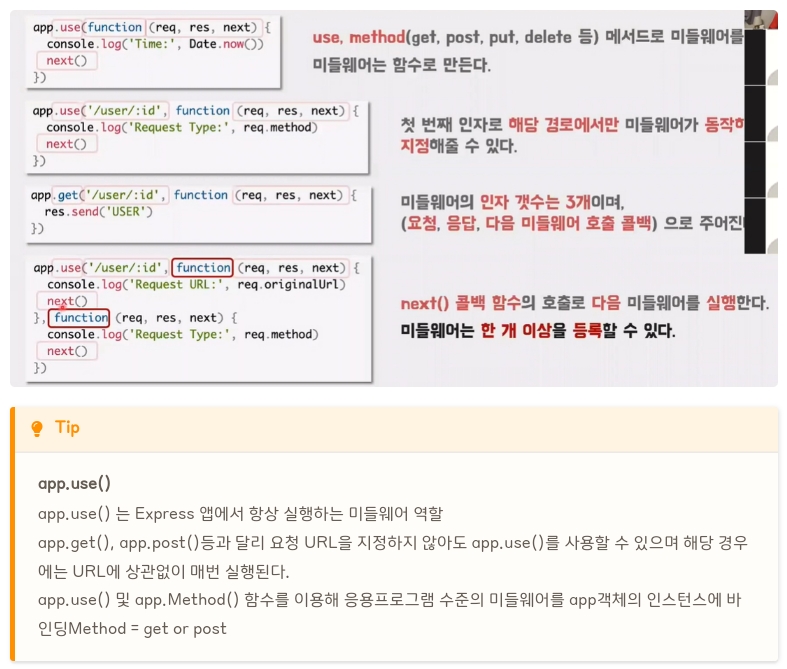 app.use(function (req, res, next) {
console.log('Time:', Date.now())
next()
})
use, method(get, post, put, delete 등) 메서드로 미들웨어를
미들웨어는 함수로 만든다.
app.use('/user/:id', function (req, res, next) {
console.log('Request Type:', req.method)
next()
})
첫 번째 인자로 해당 경로에서만 미들웨어가
지정해줄 수 있다.
app.get('/user/:id', function (req, res, next) {
res.send('USER')
})
미들웨어의 인자 갯수는 3개이며,
(요청, 응답, 다음 미들웨어 호출 콜백) 으로
app.use('/user/:id', function (req, res, next) {
console.log('Request URL:', req.originalUrl)
next()
}, function (req, res, next) {
console.log('Request Type:', req.method)
next()
})
next() 콜백 함수의 호출로 다음 미들웨어를 실행한다.
미들웨어는 한 개 이상을 등록할 수 있다.
Tip
app.use()
app.use() 는 Express 앱에서 항상 실행하는 미들웨어 역할
app.get(), app.post()등과 달리 요청 URL을 지정하지 않아도 app.use()를 사용할 수 있으며 해당 경우
에는 URL에 상관없이 매번 실행된다.
app.use() 및 app.Method() 함수를 이용해 응용프로그램 수준의 미들웨어를 app객체의 인스턴스에 바
인딩Method = get or post